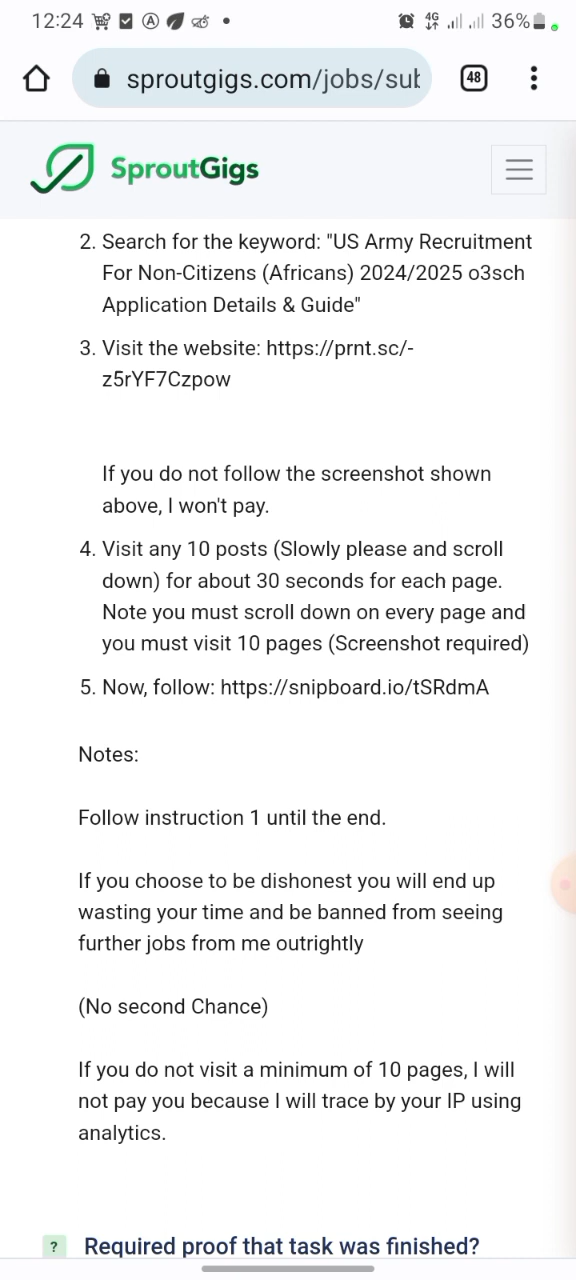 12:24
4G 36%
sproutgigs.com/jobs/sub
48
SproutGigs
2. Search for the keyword: "US Army Recruitment
For Non-Citizens (Africans) 2024/2025 o3sch
Application Details & Guide"
3. Visit the website: https://prnt.sc/-
z5rYF7Czpow
If you do not follow the screenshot shown
above, I won't pay.
4. Visit any 10 posts (Slowly please and scroll
down) for about 30 seconds for each page.
Note you must scroll down on every page and
you must visit 10 pages (Screenshot required)
5. Now, follow: https://snipboard.io/tSRdmA
Notes:
Follow instruction 1 until the end.
If you choose to be dishonest you will end up
wasting your time and be banned from seeing
further jobs from me outrightly
(No second Chance)
If you do not visit a minimum of 10 pages, I will
not pay you because I will trace by your IP using
analytics.
? Required proof that task was finished?